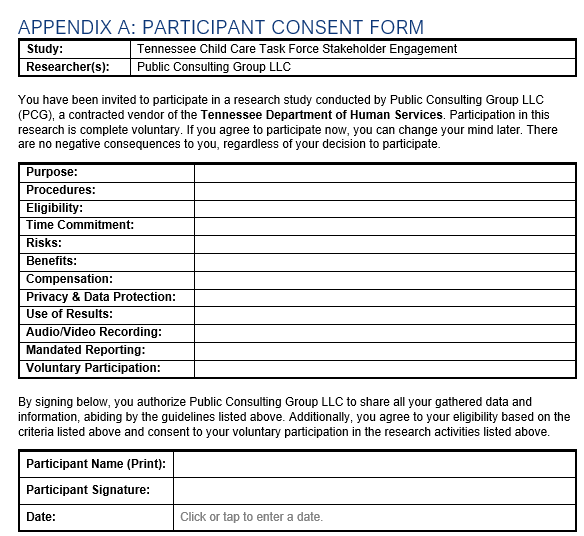 APPENDIX A: PARTICIPANT CONSENT FORM
Study: Tennessee Child Care Task Force Stakeholder Engagement
Researcher(s): Public Consulting Group LLC
You have been invited to participate in a research study conducted by Public Consulting Group LLC
(PCG), a contracted vendor of the Tennessee Department of Human Services. Participation in this
research is complete voluntary. If you agree to participate now, you can change your mind later. There
are no negative consequences to you, regardless of your decision to participate.
Purpose:
Procedures:
Eligibility:
Time Commitment:
Risks:
Benefits:
Compensation:
Privacy & Data Protection:
Use of Results:
Audio/Video Recording:
Mandated Reporting:
Voluntary Participation:
By signing below, you authorize Public Consulting Group LLC to share all your gathered data and
information, abiding by the guidelines listed above. Additionally, you agree to your eligibility based on the
criteria listed above and consent to your voluntary participation in the research activities listed above.
Participant Name (Print):
Participant Signature:
Date: Click or tap to enter a date.